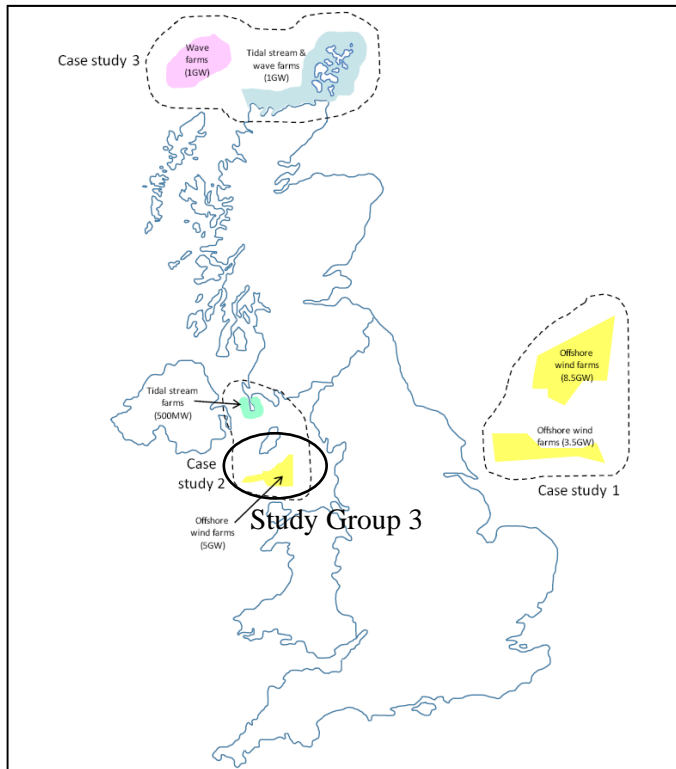 Case study 3
Wave
farms
(1GW)
Tidal stream &
wave farms
(1GW)
Offshore
wind farms
(8.5GW)
Offshore wind
farms (3.5GW)
Case study 1
Tidal stream
farms
(500MW)
Case
study 2
Offshore
wind farms
(5GW)
Study Group 3